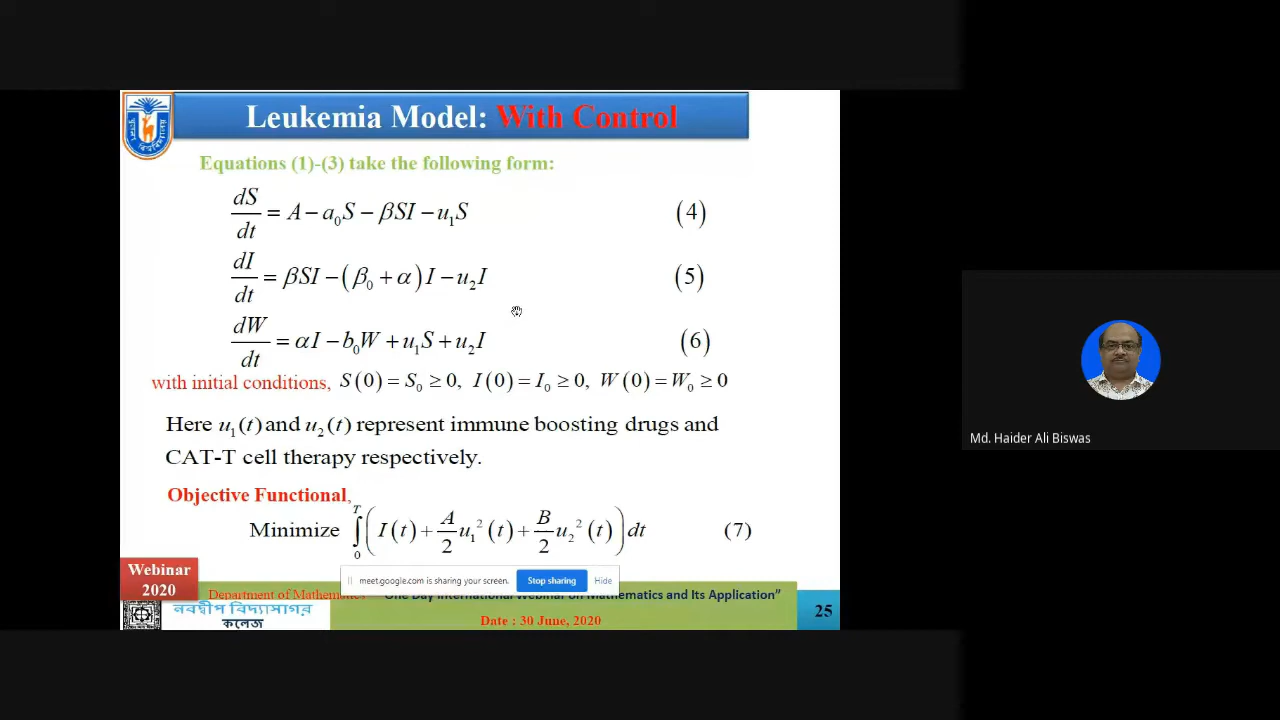 Leukemia Model: With Control
Equations (1)-(3) take the following form:
dS/dt = A − a₀S − βSI − u₁S (4)
dI/dt = βSI − (β₀ + α) I − u₂I (5)
dW/dt = αI − b₀W + u₁S + u₂I (6)
with initial conditions, S(0) = S₀ ≥ 0, I(0) = I₀ ≥ 0, W(0) = W₀ ≥ 0
Here u₁(t) and u₂(t) represent immune boosting drugs and
CAT-T cell therapy respectively.
Objective Functional,
Minimize ∫₀ᵀ (I(t) + A/2 u₁²(t) + B/2 u₂²(t)) dt (7)
meet.google.com is sharing your screen. Stop sharing Hide
Webinar
2020
Department of Mathematics "One Day International Webinar on Mathematics and Its Application"
নবদ্বীপ বিদ্যাসাগর
কলেজ
Date : 30 June, 2020
25
Md. Haider Ali Biswas